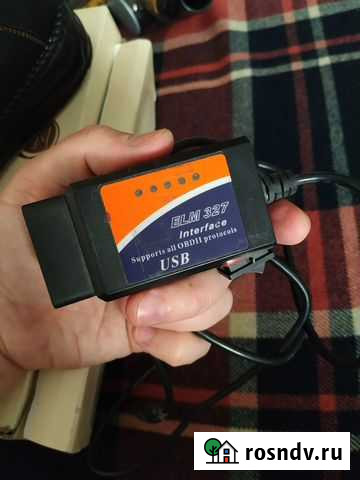 ELM 327
Interface
Supports all OBDII protocols
USB
rosndv.ru